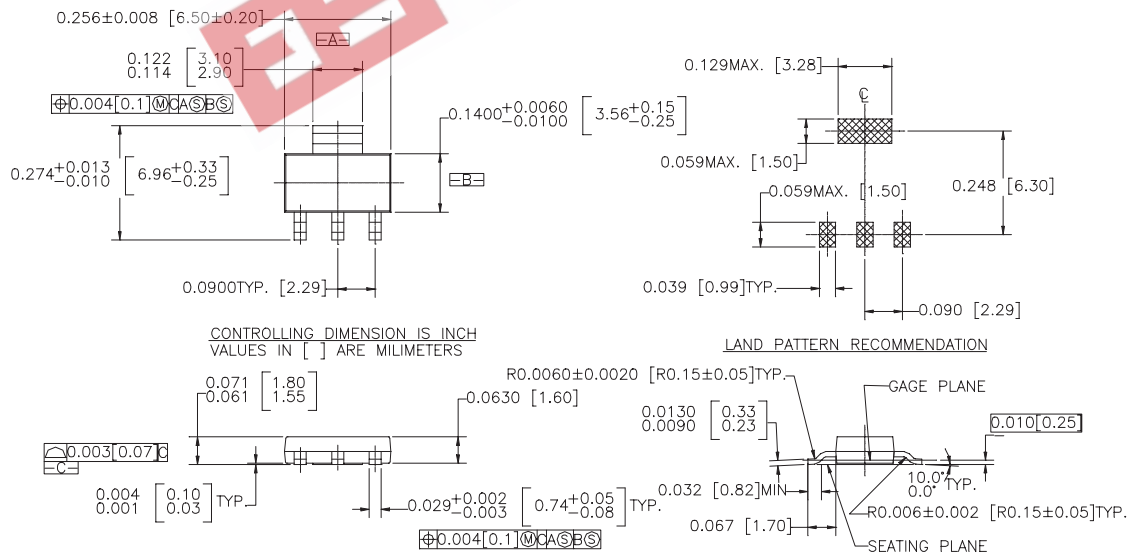 0.256±0.008 [6.50±0.20]
-A-
0.122 [3.10
0.114 2.90]
⌖ 0.004[0.1]ⓂCAⓈBⓈ
0.1400+0.0060 -0.0100 [3.56+0.15 -0.25]
0.274+0.013 -0.010 [6.96+0.33 -0.25]
-B-
0.0900TYP. [2.29]
CONTROLLING DIMENSION IS INCH
VALUES IN [ ] ARE MILIMETERS
0.129MAX. [3.28]
℄
0.059MAX. [1.50]
0.059MAX. [1.50]
0.248 [6.30]
0.039 [0.99]TYP.
0.090 [2.29]
LAND PATTERN RECOMMENDATION
0.071 [1.80
0.061 1.55]
0.0630 [1.60]
⌓ 0.003[0.07]C
-C-
0.004 [0.10
0.001 0.03] TYP.
0.029+0.002 -0.003 [0.74+0.05 -0.08] TYP.
⌖ 0.004[0.1]ⓂCAⓈBⓈ
R0.0060±0.0020 [R0.15±0.05]TYP.
GAGE PLANE
0.0130 [0.33
0.0090 0.23]
0.010[0.25]
10.0°
0.0° TYP.
0.032 [0.82]MIN
R0.006±0.002 [R0.15±0.05]TYP.
0.067 [1.70]
SEATING PLANE